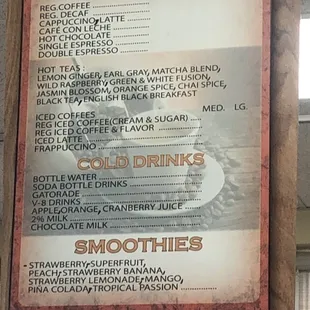 REG.COFFEE
REG. DECAF
CAPPUCCINO, LATTE
CAFÉ CON LECHE
HOT CHOCOLATE
SINGLE ESPRESSO
DOUBLE ESPRESSO
HOT TEAS :
LEMON GINGER, EARL GRAY, MATCHA BLEND,
WILD RASPBERRY, GREEN & WHITE FUSION,
JASMIN BLOSSOM, ORANGE SPICE, CHAI SPICE,
BLACK TEA, ENGLISH BLACK BREAKFAST
ICED COFFEES MED. LG.
REG ICED COFFEE(CREAM & SUGAR)
REG ICED COFFEE & FLAVOR
ICED LATTE
FRAPPUCCINO
COLD DRINKS
BOTTLE WATER
SODA BOTTLE DRINKS
GATORADE
V-8 DRINKS
APPLE, ORANGE, CRANBERRY JUICE
2% MILK
CHOCOLATE MILK
SMOOTHIES
- STRAWBERRY, SUPERFRUIT,
PEACH, STRAWBERRY BANANA,
STRAWBERRY LEMONADE, MANGO,
PIÑA COLADA, TROPICAL PASSION